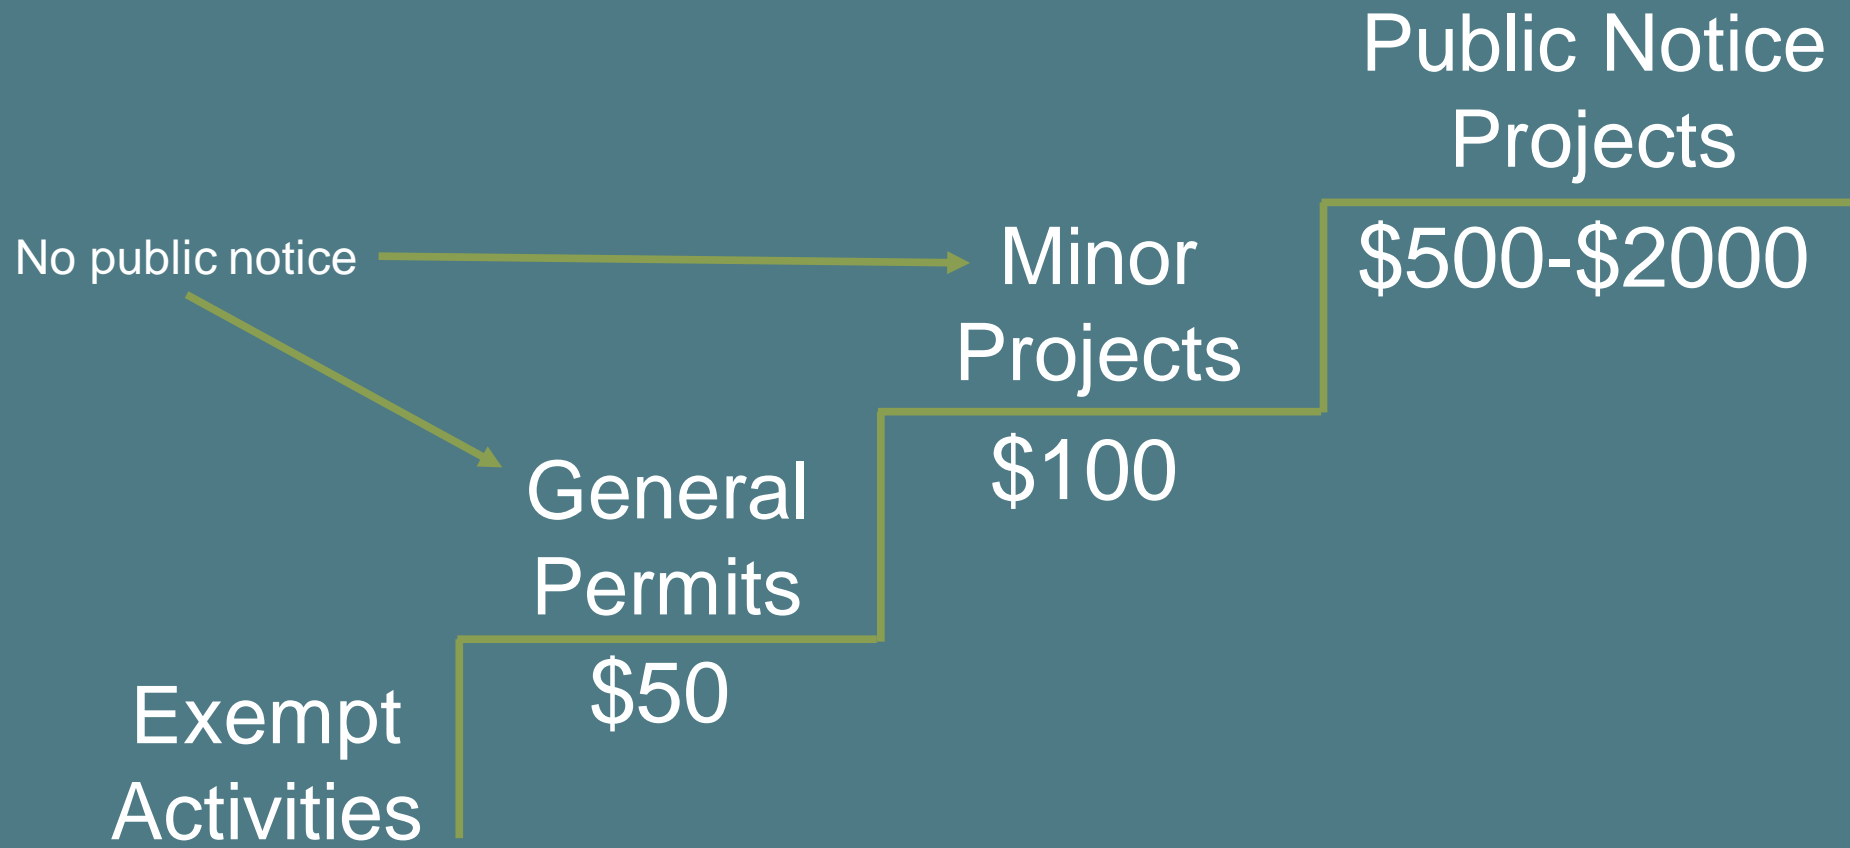 Public Notice
Projects
$500-$2000
No public notice
Minor
Projects
$100
General
Permits
$50
Exempt
Activities